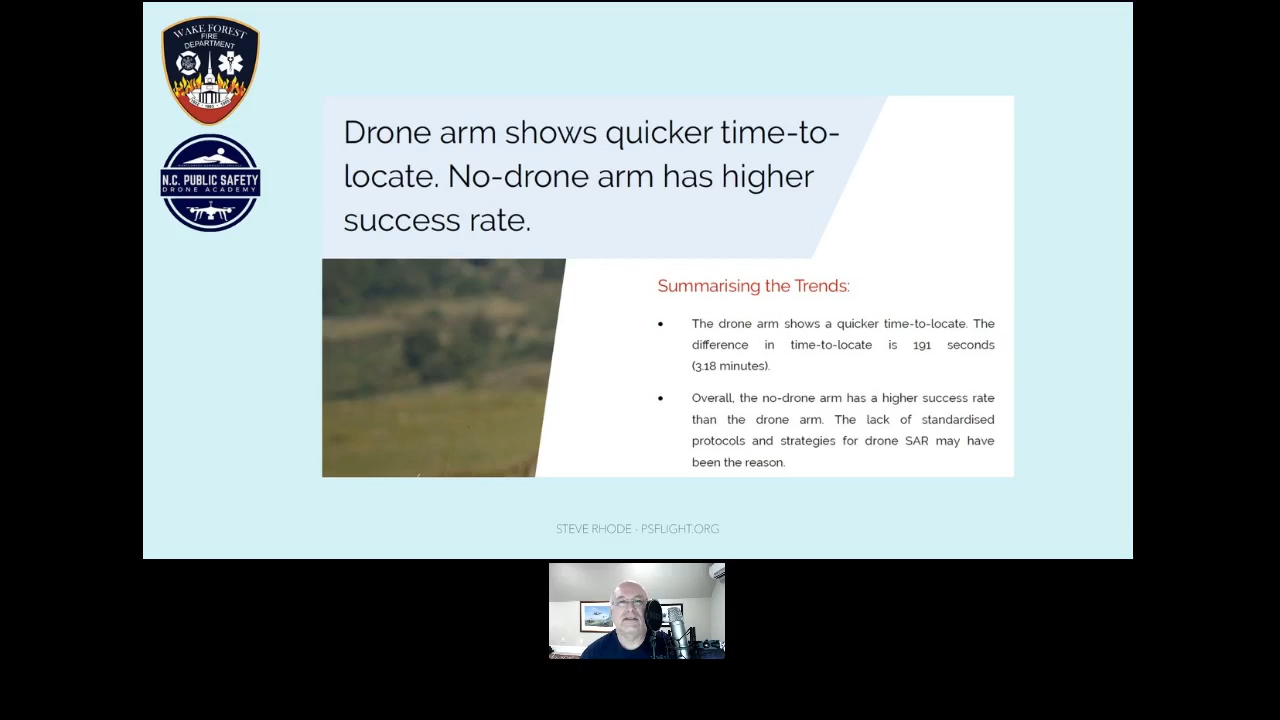 WAKE FOREST
FIRE
DEPARTMENT
N.C. PUBLIC SAFETY
DRONE ACADEMY
Drone arm shows quicker time-to-
locate. No-drone arm has higher
success rate.
Summarising the Trends:
• The drone arm shows a quicker time-to-locate. The
difference in time-to-locate is 191 seconds
(3.18 minutes).
• Overall, the no-drone arm has a higher success rate
than the drone arm. The lack of standardised
protocols and strategies for drone SAR may have
been the reason.
STEVE RHODE - PSFLIGHT.ORG